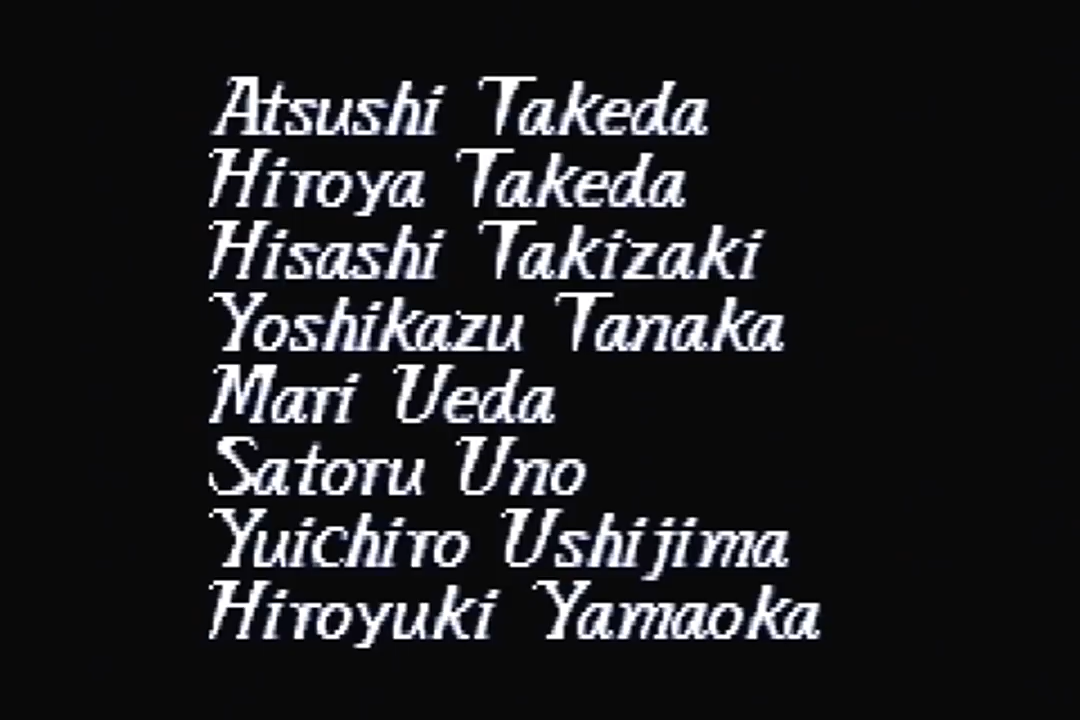 Atsushi Takeda
Hiroya Takeda
Hisashi Takizaki
Yoshikazu Tanaka
Mari Ueda
Satoru Uno
Yuichiro Ushijima
Hiroyuki Yamaoka